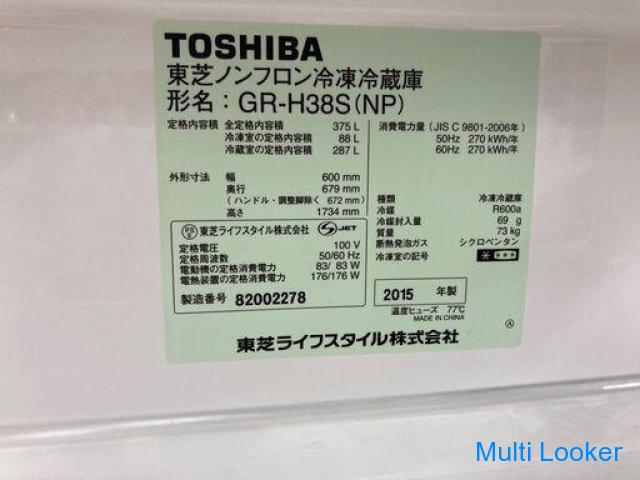 TOSHIBA
東芝ノンフロン冷凍冷蔵庫
形名：GR-H38S(NP)
定格内容積 全定格内容積 375 L
冷凍室の定格内容積 88 L
冷蔵室の定格内容積 287 L
消費電力量 (JIS C 9801-2006年)
50Hz 270 kWh/年
60Hz 270 kWh/年
外形寸法 幅 600 mm
奥行 679 mm
(ハンドル・調整脚除く 672 mm)
高さ 1734 mm
種類 冷凍冷蔵庫
冷媒 R600a
冷媒封入量 69 g
質量 73 kg
断熱発泡ガス シクロペンタン
冷凍室の記号
PS E 東芝ライフスタイル株式会社 S JET
定格電圧 100 V
定格周波数 50/60 Hz
電動機の定格消費電力 83/ 83 W
電熱装置の定格消費電力 176/176 W
製造番号 82002278
2015 年製
温度ヒューズ 77℃
MADE IN CHINA
Ⓐ
東芝ライフスタイル株式会社
Multi Looker